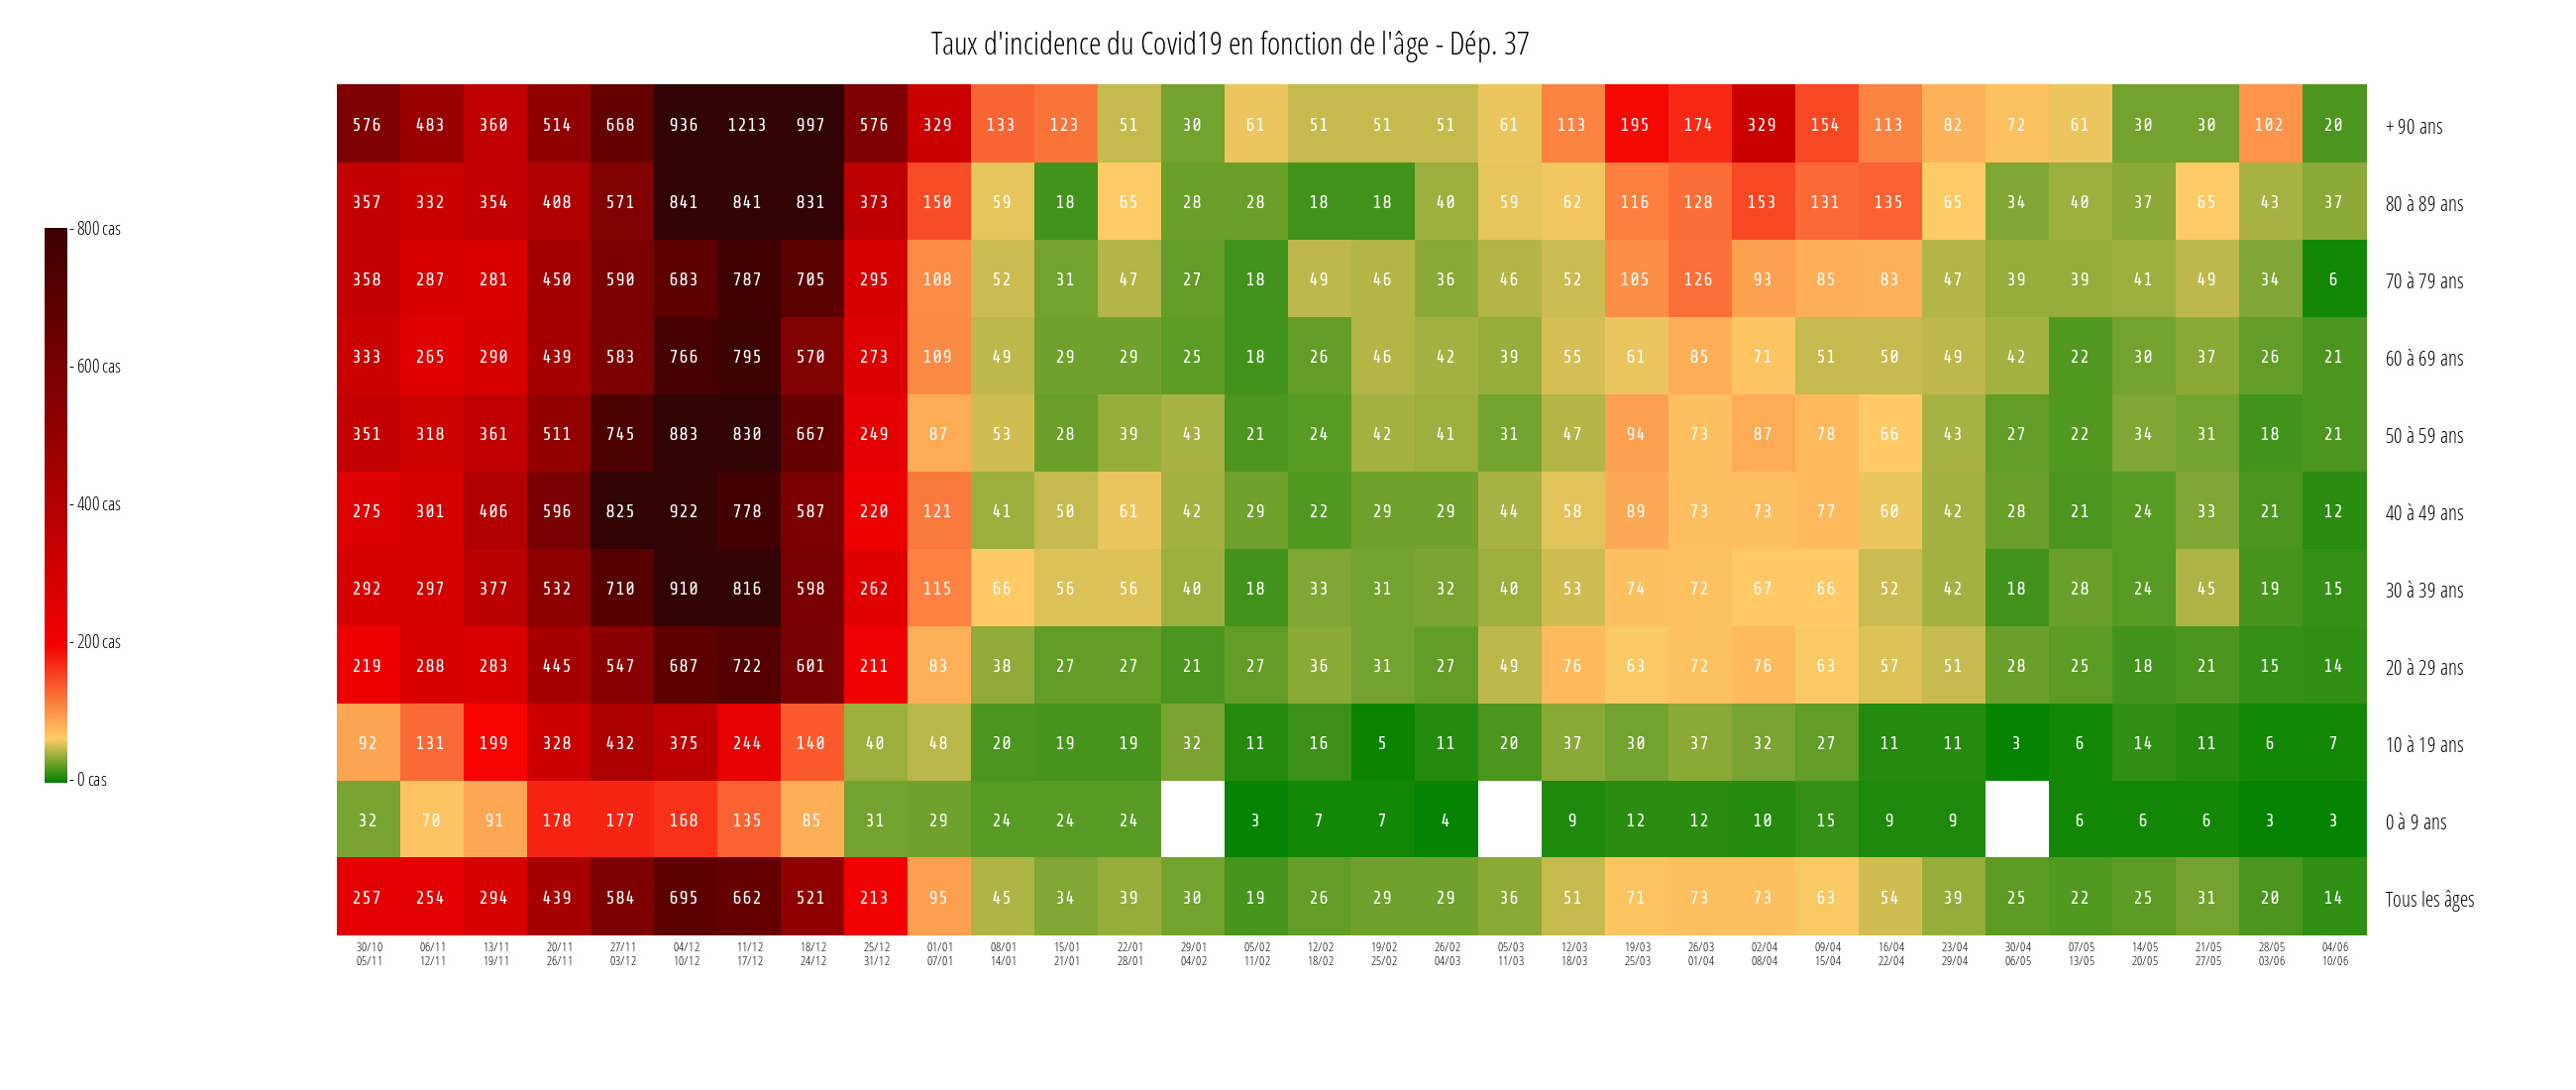 Taux d'incidence du Covid19 en fonction de l'âge - Dép. 37
- 800 cas
- 600 cas
- 400 cas
- 200 cas
- 0 cas
576 483 360 514 668 936 1213 997 576 329 133 123 51 30 61 51 51 51 61 113 195 174 329 154 113 82 72 61 30 30 102 20 + 90 ans
357 332 354 408 571 841 841 831 373 150 59 18 65 28 28 18 18 40 59 62 116 128 153 131 135 65 34 40 37 65 43 37 80 à 89 ans
358 287 281 450 590 683 787 705 295 108 52 31 47 27 18 49 46 36 46 52 105 126 93 85 83 47 39 39 41 49 34 6 70 à 79 ans
333 265 290 439 583 766 795 570 273 109 49 29 29 25 18 26 46 42 39 55 61 85 71 51 50 49 42 22 30 37 26 21 60 à 69 ans
351 318 361 511 745 883 830 667 249 87 53 28 39 43 21 24 42 41 31 47 94 73 87 78 66 43 27 22 34 31 18 21 50 à 59 ans
275 301 406 596 825 922 778 587 220 121 41 50 61 42 29 22 29 29 44 58 89 73 73 77 60 42 28 21 24 33 21 12 40 à 49 ans
292 297 377 532 710 910 816 598 262 115 66 56 56 40 18 33 31 32 40 53 74 72 67 66 52 42 18 28 24 45 19 15 30 à 39 ans
219 288 283 445 547 687 722 601 211 83 38 27 27 21 27 36 31 27 49 76 63 72 76 63 57 51 28 25 18 21 15 14 20 à 29 ans
92 131 199 328 432 375 244 140 40 48 20 19 19 32 11 16 5 11 20 37 30 37 32 27 11 11 3 6 14 11 6 7 10 à 19 ans
32 70 91 178 177 168 135 85 31 29 24 24 24 3 7 7 4 9 12 12 10 15 9 9 6 6 6 3 3 0 à 9 ans
257 254 294 439 584 695 662 521 213 95 45 34 39 30 19 26 29 29 36 51 71 73 73 63 54 39 25 22 25 31 20 14 Tous les âges
30/10 06/11 13/11 20/11 27/11 04/12 11/12 18/12 25/12 01/01 08/01 15/01 22/01 29/01 05/02 12/02 19/02 26/02 05/03 12/03 19/03 26/03 02/04 09/04 16/04 23/04 30/04 07/05 14/05 21/05 28/05 04/06
05/11 12/11 19/11 26/11 03/12 10/12 17/12 24/12 31/12 07/01 14/01 21/01 28/01 04/02 11/02 18/02 25/02 04/03 11/03 18/03 25/03 01/04 08/04 15/04 22/04 29/04 06/05 13/05 20/05 27/05 03/06 10/06